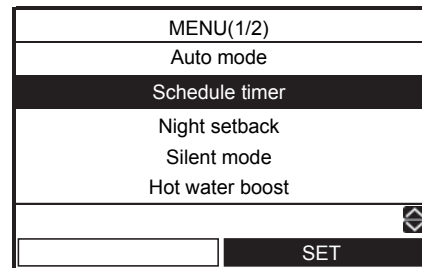 MENU(1/2)
Auto mode
Schedule timer
Night setback
Silent mode
Hot water boost
SET